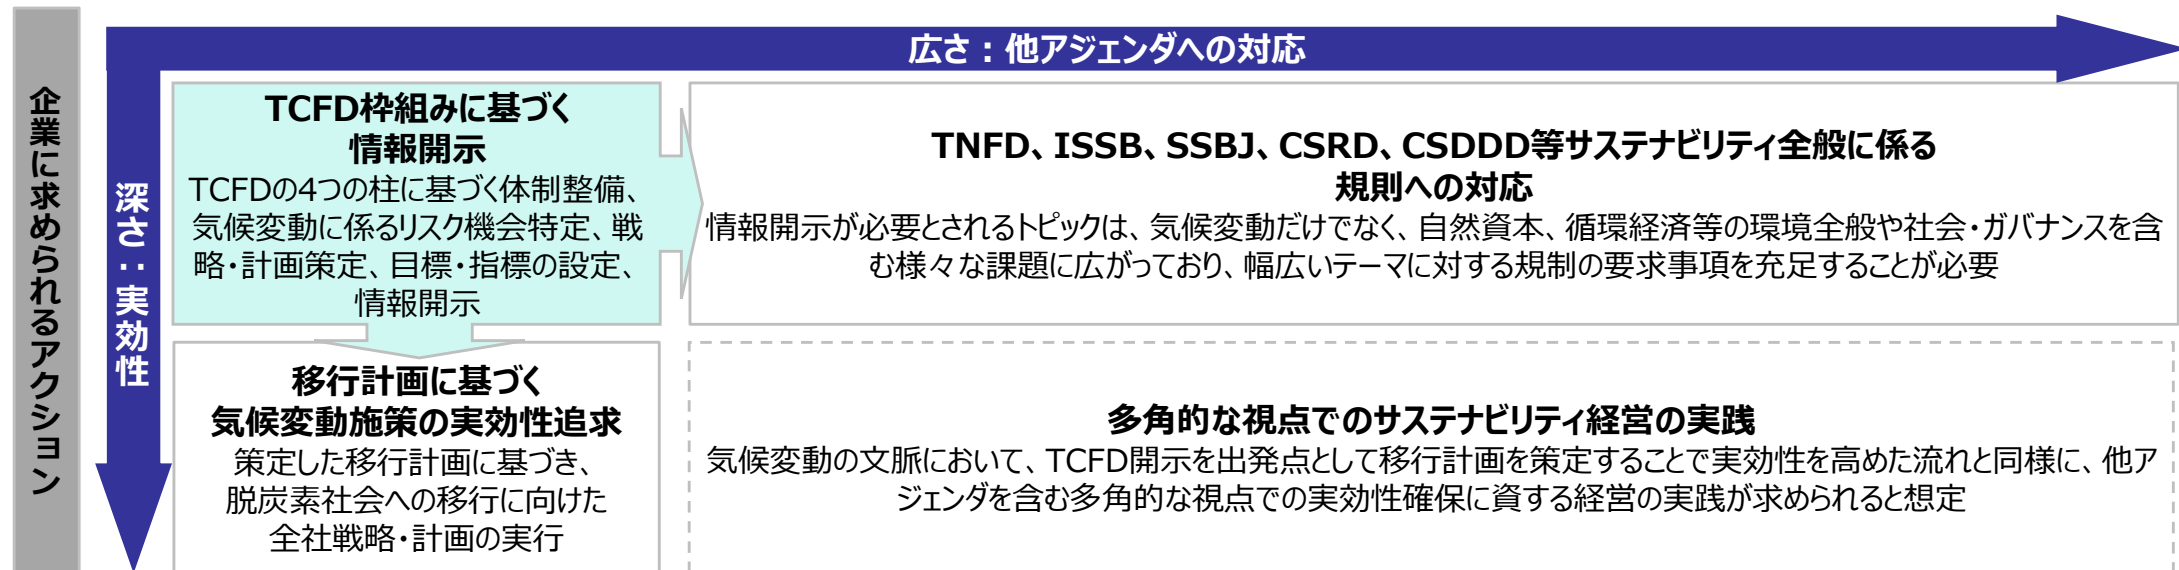 企業に求められるアクション
広さ：他アジェンダへの対応
深さ：実効性
TCFD枠組みに基づく
情報開示
TCFDの4つの柱に基づく体制整備、
気候変動に係るリスク機会特定、戦
略・計画策定、目標・指標の設定、
情報開示
TNFD、ISSB、SSBJ、CSRD、CSDDD等サステナビリティ全般に係る
規則への対応
情報開示が必要とされるトピックは、気候変動だけでなく、自然資本、循環経済等の環境全般や社会・ガバナンスを含
む様々な課題に広がっており、幅広いテーマに対する規制の要求事項を充足することが必要
移行計画に基づく
気候変動施策の実効性追求
策定した移行計画に基づき、
脱炭素社会への移行に向けた
全社戦略・計画の実行
多角的な視点でのサステナビリティ経営の実践
気候変動の文脈において、TCFD開示を出発点として移行計画を策定することで実効性を高めた流れと同様に、他ア
ジェンダを含む多角的な視点での実効性確保に資する経営の実践が求められると想定